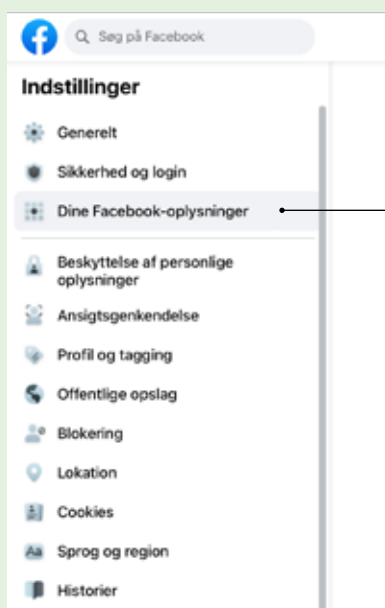 Søg på Facebook
Indstillinger
Generelt
Sikkerhed og login
Dine Facebook-oplysninger
Beskyttelse af personlige
oplysninger
Ansigtsgenkendelse
Profil og tagging
Offentlige opslag
Blokering
Lokation
Cookies
Aa Sprog og region
Historier